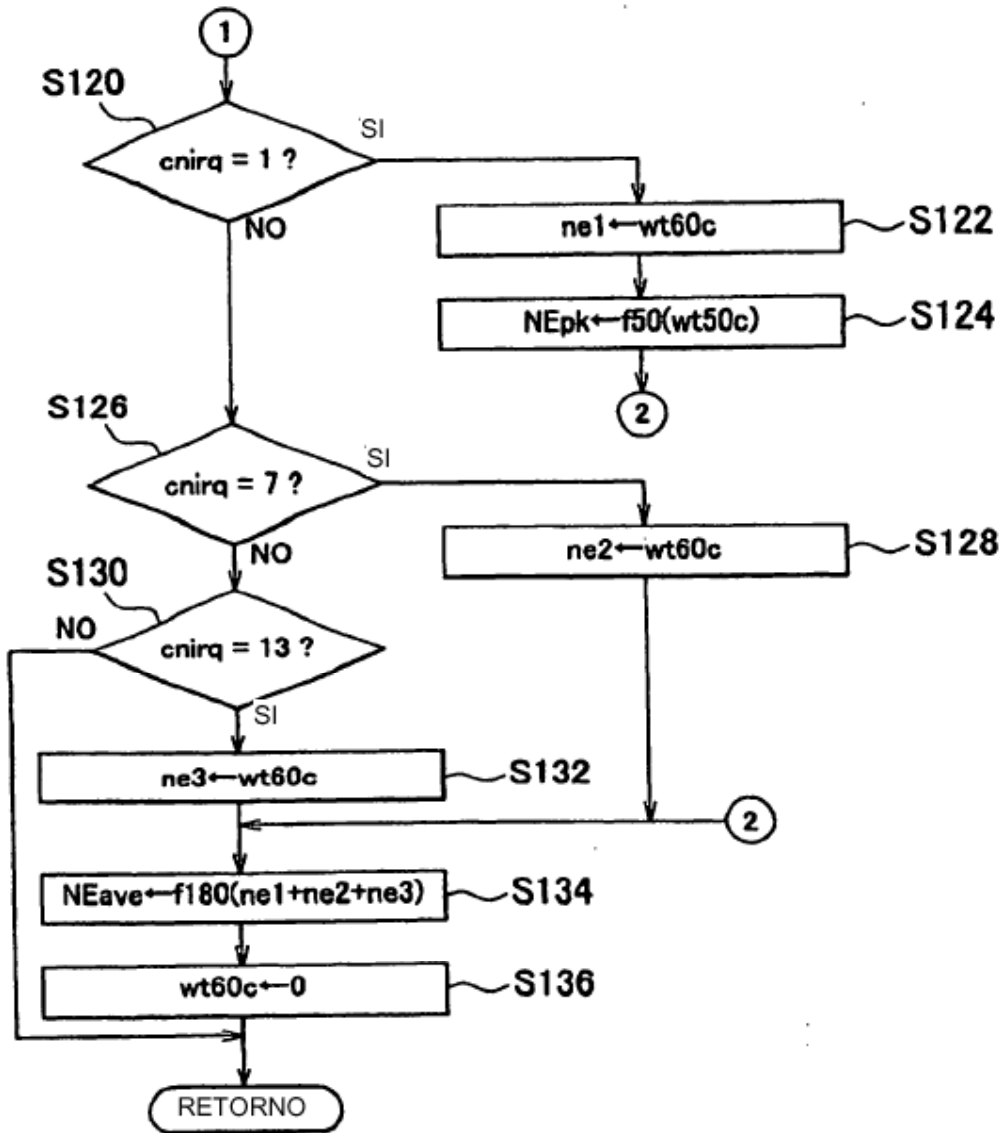 1
S120
cnirq = 1 ?
SI
NO
ne1←wt60c
S122
NEpk←f50(wt50c)
S124
2
S126
cnirq = 7 ?
SI
NO
ne2←wt60c
S128
S130
NO
cnirq = 13 ?
SI
ne3←wt60c
S132
2
NEave←f180(ne1+ne2+ne3)
S134
wt60c←0
S136
RETORNO